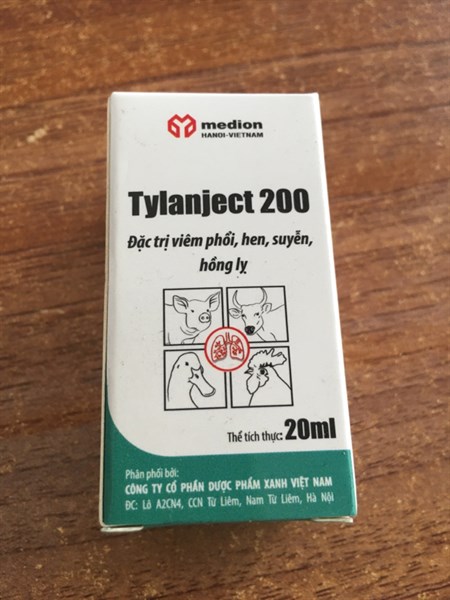 medion
HANOI-VIETNAM
Tylanject 200
Đặc trị viêm phổi, hen, suyễn,
hồng lỵ
Thể tích thực: 20ml
Phân phối bởi:
CÔNG TY CỔ PHẦN DƯỢC PHẨM XANH VIỆT NAM
ĐC: Lô A2CN4, CCN Từ Liêm, Nam Từ Liêm, Hà Nội